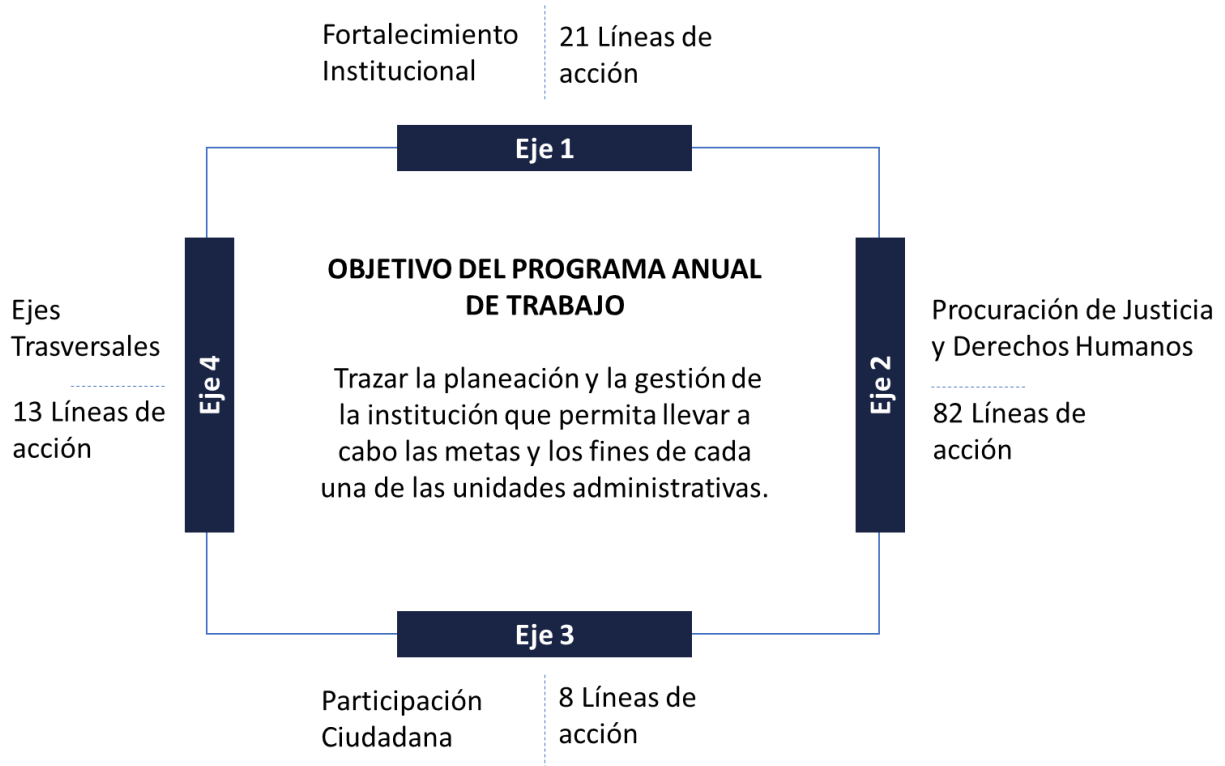 Fortalecimiento
Institucional
21 Líneas de
acción
Eje 1
OBJETIVO DEL PROGRAMA ANUAL
DE TRABAJO
Trazar la planeación y la gestión de
la institución que permita llevar a
cabo las metas y los fines de cada
una de las unidades administrativas.
Eje 2
Procuración de Justicia
y Derechos Humanos
82 Líneas de
acción
Eje 3
Participación
Ciudadana
8 Líneas de
acción
Eje 4
Ejes
Trasversales
13 Líneas de
acción